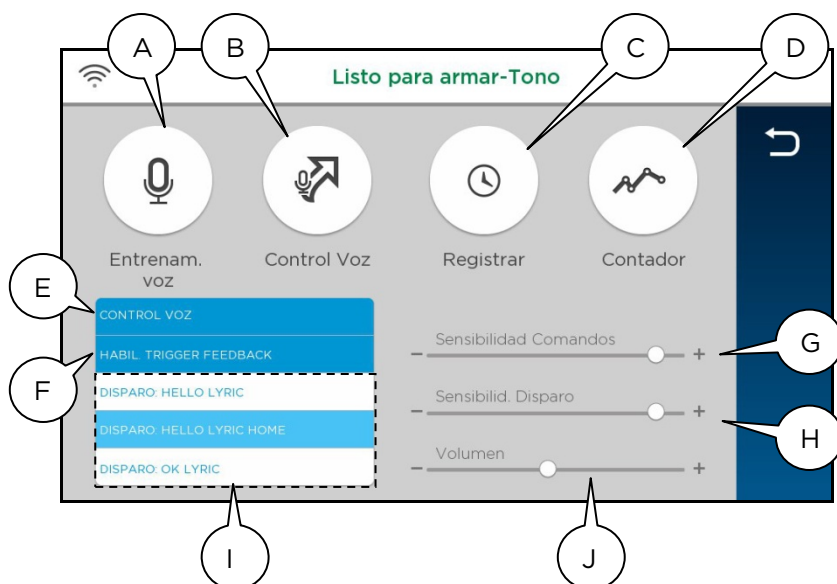 A
B
C
D
Listo para armar-Tono
Entrenam.
voz
Control Voz
Registrar
Contador
E
CONTROL VOZ
F
HABIL. TRIGGER FEEDBACK
DISPARO: HELLO LYRIC
DISPARO: HELLO LYRIC HOME
DISPARO: OK LYRIC
Sensibilidad Comandos
- +
G
Sensibilid. Disparo
- +
H
Volumen
- +
I
J